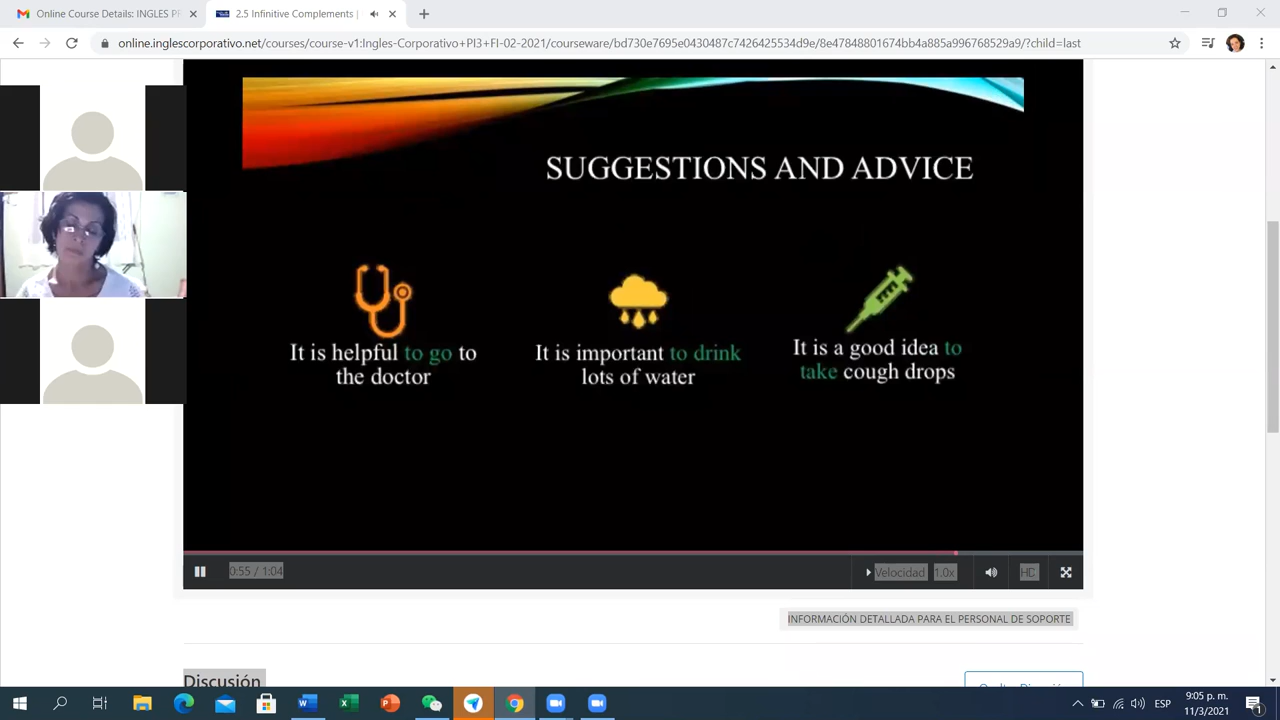 Online Course Details: INGLES PR
2.5 Infinitive Complements |
online.inglescorporativo.net/courses/course-v1:Ingles-Corporativo+PI3+FI-02-2021/courseware/bd730e7695e0430487c7426425534d9e/8e47848801674bb4a885a996768529a9/?child=last
SUGGESTIONS AND ADVICE
It is helpful to go to
the doctor
It is important to drink
lots of water
It is a good idea to
take cough drops
0:55 / 1:04
Velocidad 1.0x
HD
INFORMACIÓN DETALLADA PARA EL PERSONAL DE SOPORTE
Discusión
ESP
9:05 p. m.
11/3/2021